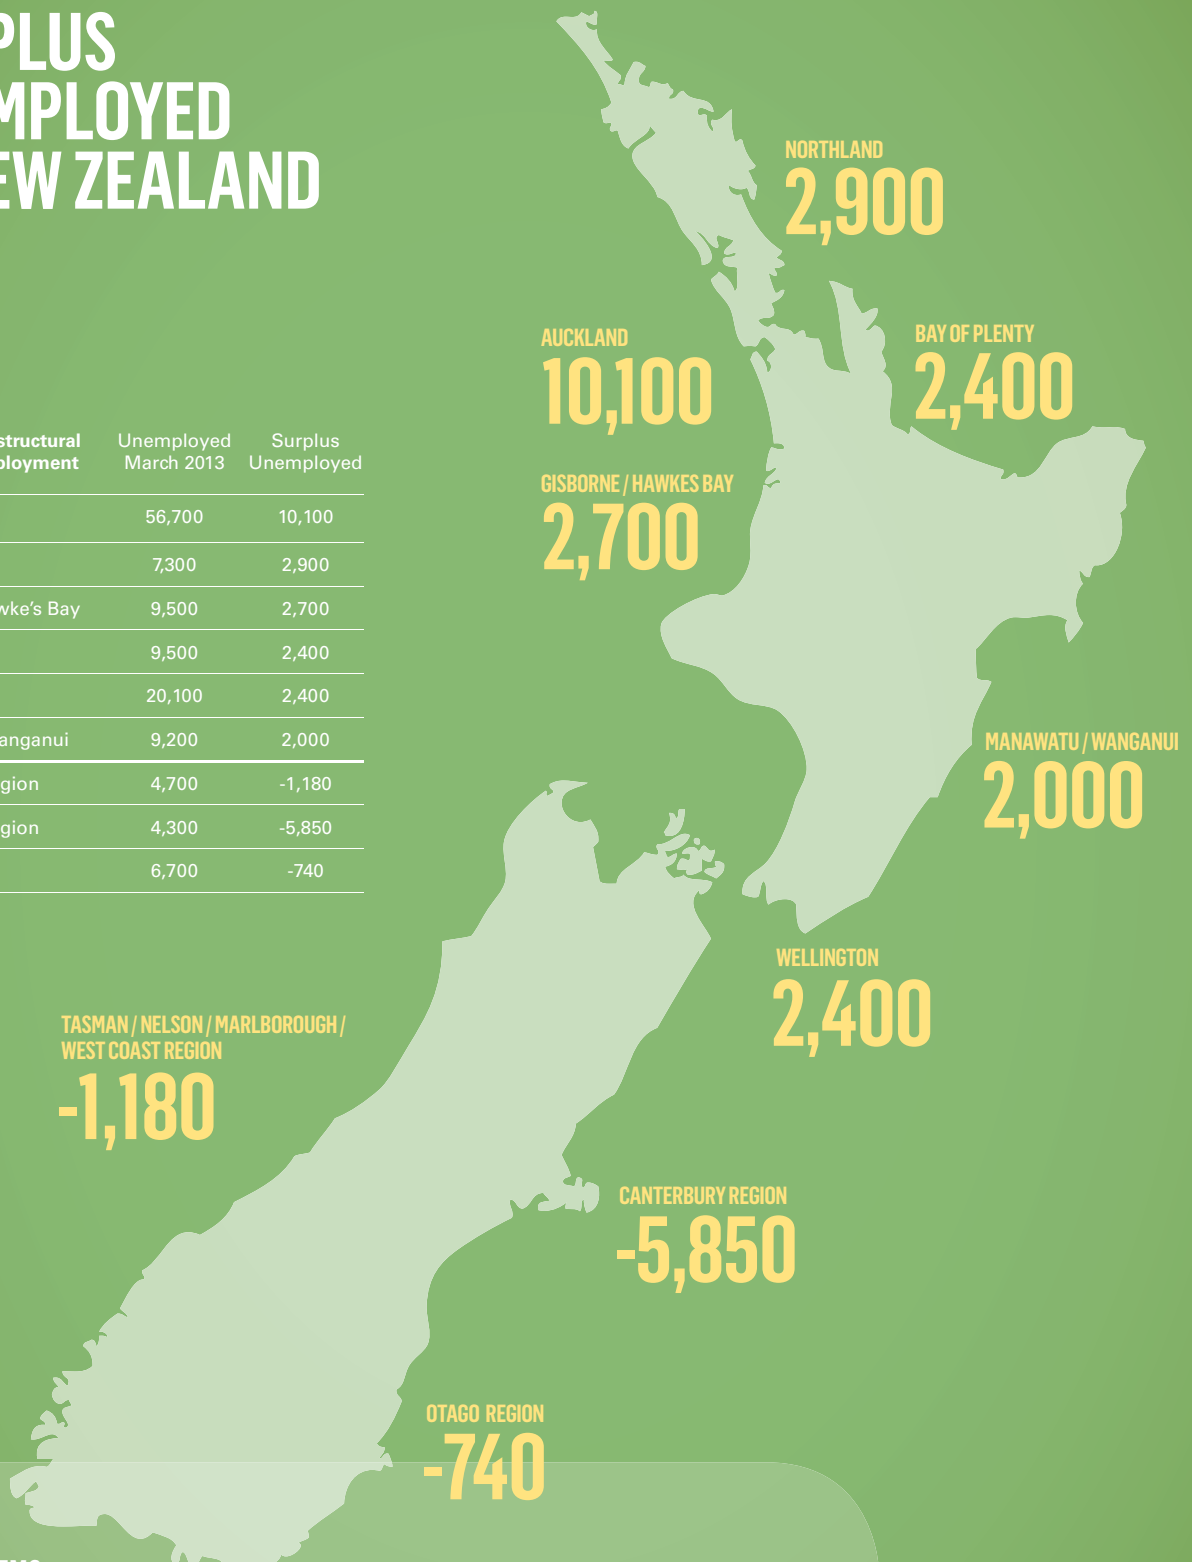 PLUS
MPLOYED
EW ZEALAND
NORTHLAND
2,900
AUCKLAND
10,100
BAY OF PLENTY
2,400
GISBORNE / HAWKES BAY
2,700
structural Unemployed Surplus
ployment March 2013 Unemployed
56,700 10,100
7,300 2,900
wke's Bay 9,500 2,700
9,500 2,400
20,100 2,400
anganui 9,200 2,000
gion 4,700 -1,180
gion 4,300 -5,850
6,700 -740
MANAWATU / WANGANUI
2,000
WELLINGTON
2,400
TASMAN / NELSON / MARLBOROUGH /
WEST COAST REGION
-1,180
CANTERBURY REGION
-5,850
OTAGO REGION
-740